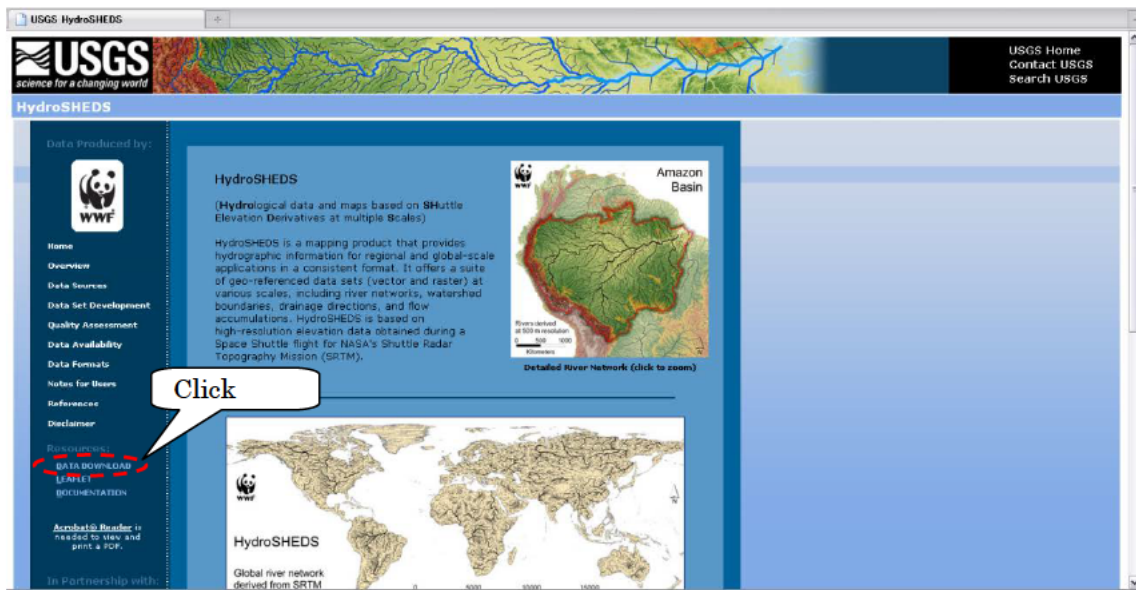 USGS HydroSHEDS
USGS
science for a changing world
USGS Home
Contact USGS
Search USGS
HydroSHEDS
Data Produced by:
WWF
Home
Overview
Data Sources
Data Set Development
Quality Assessment
Data Availability
Data Formats
Notes for Users
References
Disclaimer
Resources:
DATA DOWNLOAD
LEAFLET
DOCUMENTATION
Acrobat® Reader is
needed to view and
print a PDF.
In Partnership with:
HydroSHEDS
(Hydrological data and maps based on SHuttle
Elevation Derivatives at multiple Scales)
HydroSHEDS is a mapping product that provides
hydrographic information for regional and global-scale
applications in a consistent format. It offers a suite
of geo-referenced data sets (vector and raster) at
various scales, including river networks, watershed
boundaries, drainage directions, and flow
accumulations. HydroSHEDS is based on
high-resolution elevation data obtained during a
Space Shuttle flight for NASA's Shuttle Radar
Topography Mission (SRTM).
WWF
Amazon
Basin
Rivers derived
at 500 m resolution
0 500 1000
Kilometers
N
Detailed River Network (click to zoom)
Click
WWF
N
HydroSHEDS
Global river network
derived from SRTM
0 5000 10000 15000